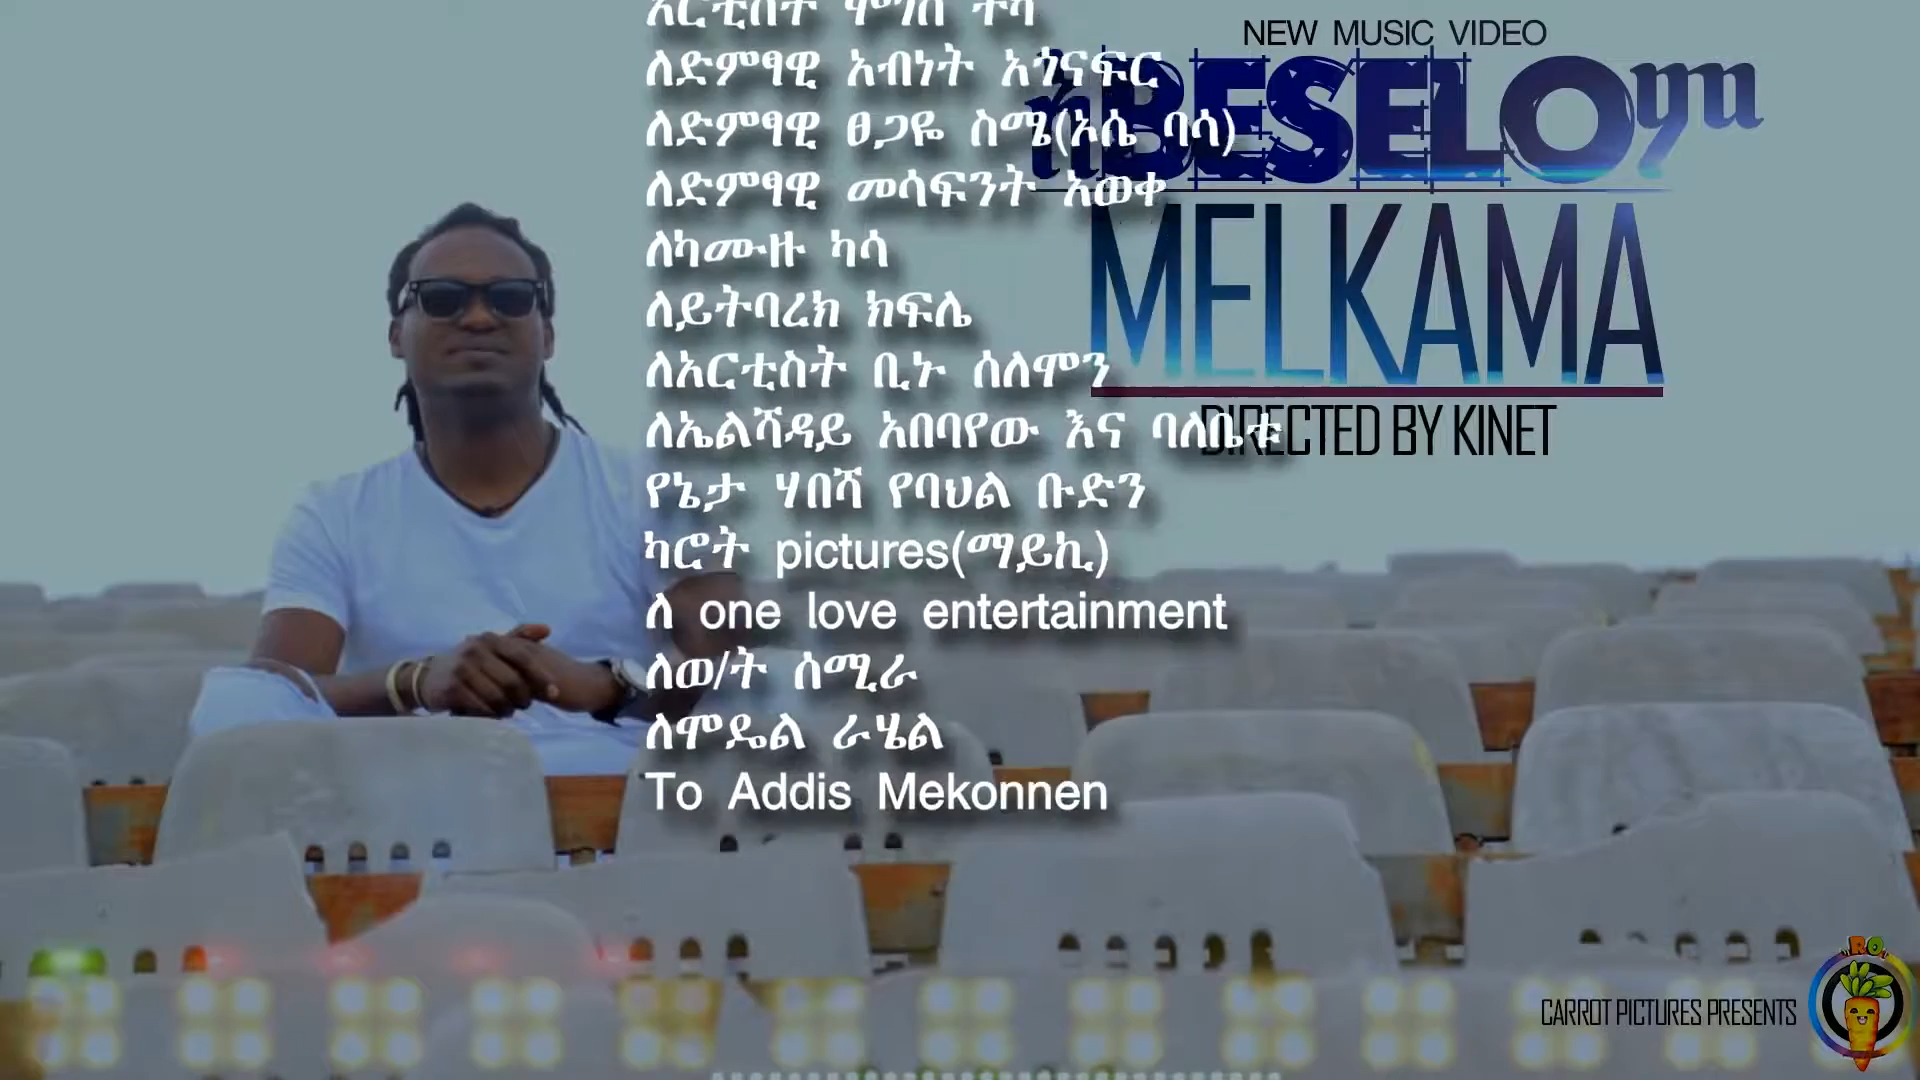 NEW MUSIC VIDEO
BESELO
MELKAMA
DIRECTED BY KINET
ለድምፃዊ አብነት አጎናፍር
ለድምፃዊ ፀጋዬ ስሜ(ኦሴ ባሳ)
ለድምፃዊ መሳፍንት አወቀ
ለካሙዙ ካሳ
ለይትባረክ ክፍሌ
ለአርቲስት ቢኑ ሰለሞን
ለኤልሻዳይ አበባየው እና ባለቤቱ
የኔታ ሃበሻ የባህል ቡድን
ካሮት pictures(ማይኪ)
ለ one love entertainment
ለወ/ት ሰሚራ
ለሞዴል ራሄል
To Addis Mekonnen
CARROT PICTURES PRESENTS